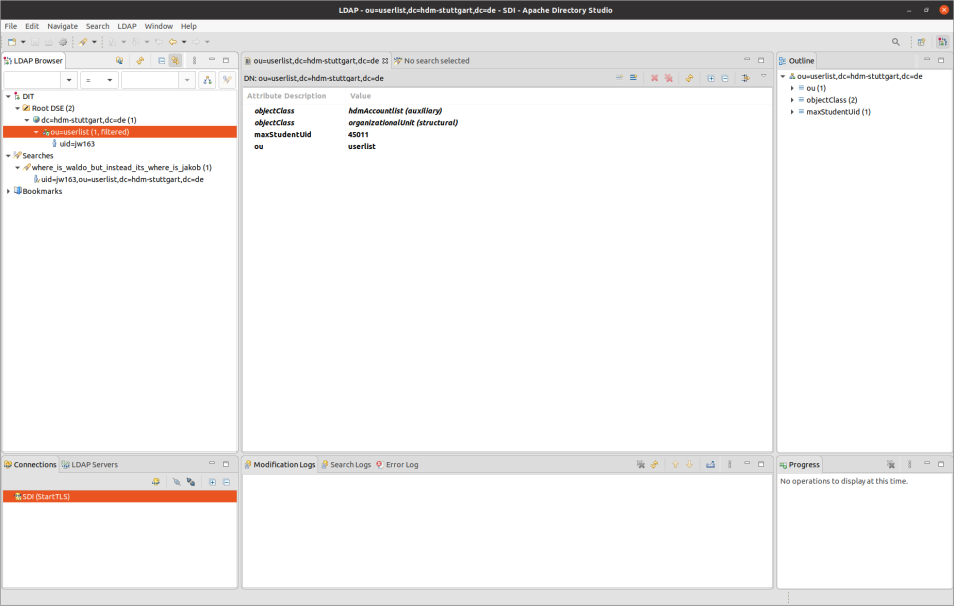 LDAP - ou=userlist,dc=hdm-stuttgart,dc=de - SDI - Apache Directory Studio
File Edit Navigate Search LDAP Window Help
LDAP Browser
=
DIT
Root DSE (2)
dc=hdm-stuttgart,dc=de (1)
ou=userlist (1, filtered)
uid=jw163
Searches
where_is_waldo_but_instead_its_where_is_jakob (1)
uid=jw163,ou=userlist,dc=hdm-stuttgart,dc=de
Bookmarks
ou=userlist,dc=hdm-stuttgart,dc=de No search selected
DN: ou=userlist,dc=hdm-stuttgart,dc=de
Attribute Description Value
objectClass hdmAccountlist (auxiliary)
objectClass organizationalUnit (structural)
maxStudentUid 45011
ou userlist
Outline
ou=userlist,dc=hdm-stuttgart,dc=de
ou (1)
objectClass (2)
maxStudentUid (1)
Connections LDAP Servers
SDI (StartTLS)
Modification Logs Search Logs Error Log
Progress
No operations to display at this time.